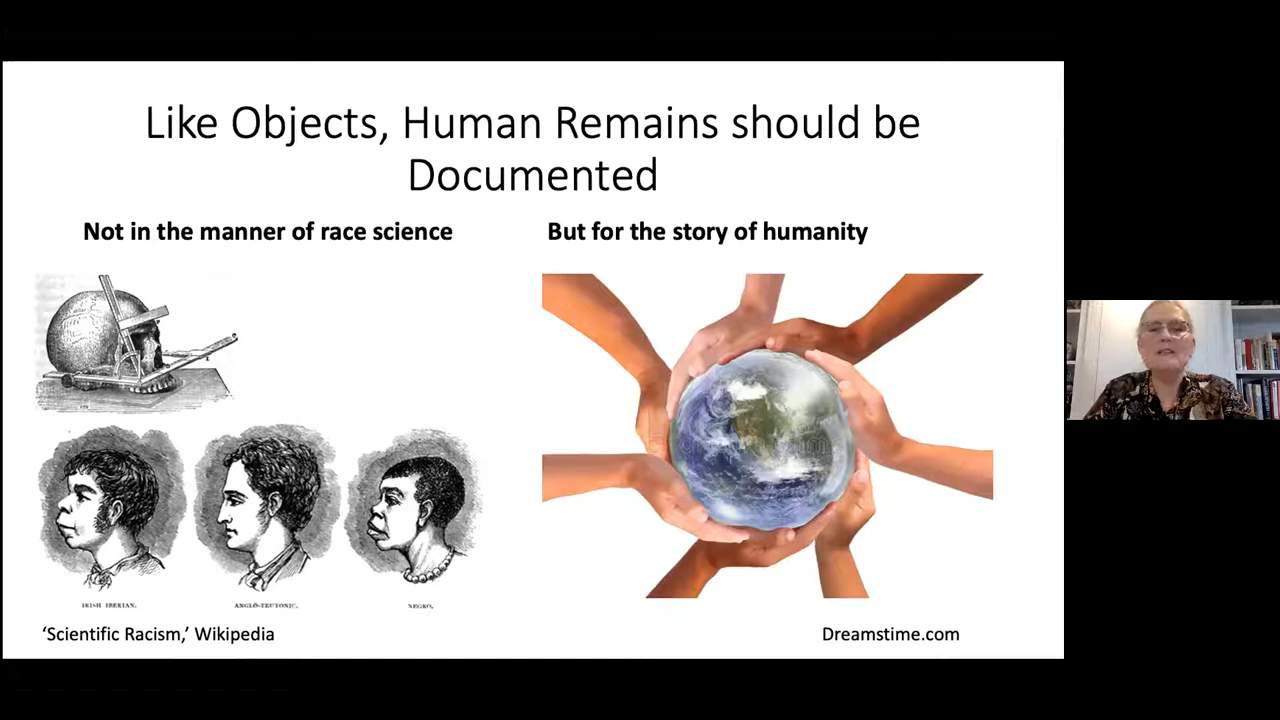 Like Objects, Human Remains should be
Documented
Not in the manner of race science
But for the story of humanity
IRISH IBERIAN.
ANGLO-TEUTONIC.
NEGRO.
‘Scientific Racism,’ Wikipedia
Dreamstime.com